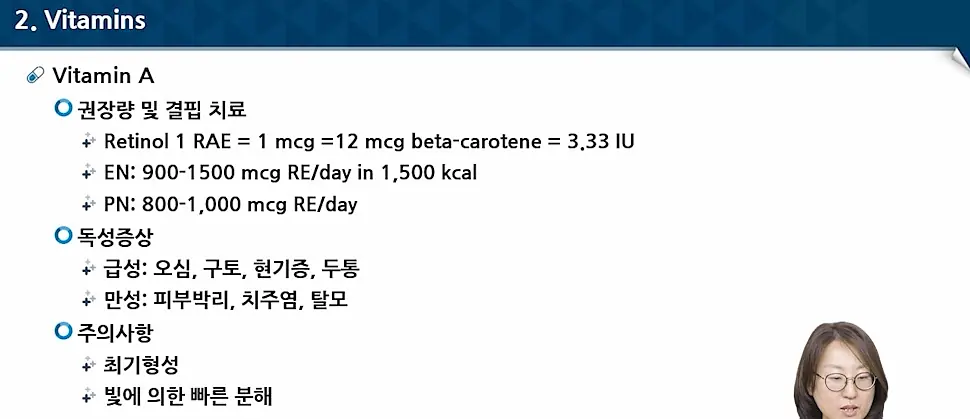 2. Vitamins
Vitamin A
권장량 및 결핍 치료
Retinol 1 RAE = 1 mcg =12 mcg beta-carotene = 3.33 IU
EN: 900-1500 mcg RE/day in 1,500 kcal
PN: 800-1,000 mcg RE/day
독성증상
급성: 오심, 구토, 현기증, 두통
만성: 피부박리, 치주염, 탈모
주의사항
최기형성
빛에 의한 빠른 분해